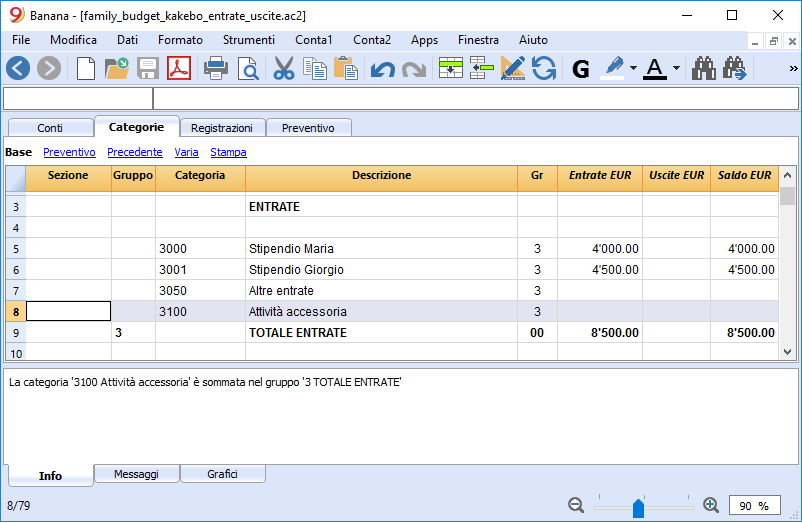 Banana - [family_budget_kakebo_entrate_uscite.ac2]
File Modifica Dati Formato Strumenti Conta1 Conta2 Apps Finestra Aiuto
G A »
Conti Categorie Registrazioni Preventivo
Base Preventivo Precedente Varia Stampa
Sezione Gruppo Categoria Descrizione Gr Entrate EUR Uscite EUR Saldo EUR
3 ENTRATE
4
5 3000 Stipendio Maria 3 4'000.00 4'000.00
6 3001 Stipendio Giorgio 3 4'500.00 4'500.00
7 3050 Altre entrate 3
8 3100 Attività accessoria 3
9 3 TOTALE ENTRATE 00 8'500.00 8'500.00
10
La categoria '3100 Attività accessoria' è sommata nel gruppo '3 TOTALE ENTRATE'
Info Messaggi Grafici
8/79 90 %